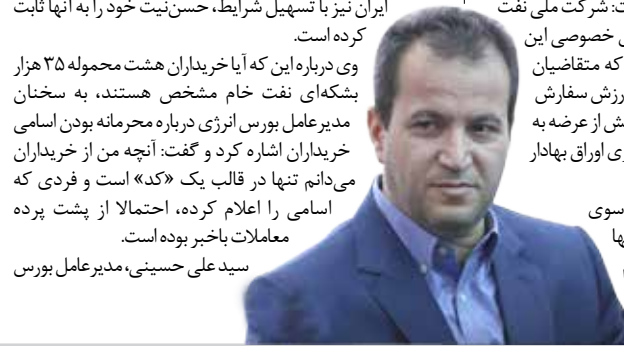 ت: شرکت ملی نفت
ی خصوصی این
که متقاضیان
رزش سفارش
ش از عرضه به
ی اوراق بهادار
سوی
ها
ایران نیز با تسهیل شرایط، حسن‌نیت خود را به آنها ثابت
کرده است.
وی درباره این که آیا خریداران هشت محموله ۳۵ هزار
بشکه‌ای نفت خام مشخص هستند، به سخنان
مدیرعامل بورس انرژی درباره محرمانه بودن اسامی
خریداران اشاره کرد و گفت: آنچه من از خریداران
می‌دانم تنها در قالب یک «کد» است و فردی که
اسامی را اعلام کرده، احتمالا از پشت پرده
معاملات باخبر بوده است.
سید علی حسینی، مدیرعامل بورس